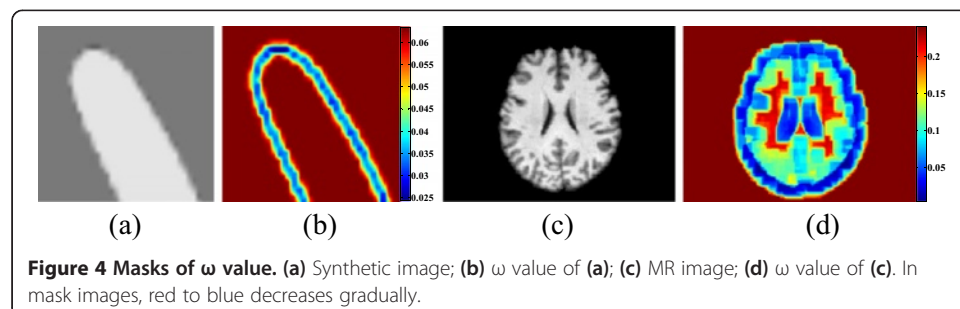 0.06
0.055
0.05
0.045
0.04
0.035
0.03
0.025
0.2
0.15
0.1
0.05
(a)
(b)
(c)
(d)
Figure 4 Masks of ω value. (a) Synthetic image; (b) ω value of (a); (c) MR image; (d) ω value of (c). In
mask images, red to blue decreases gradually.